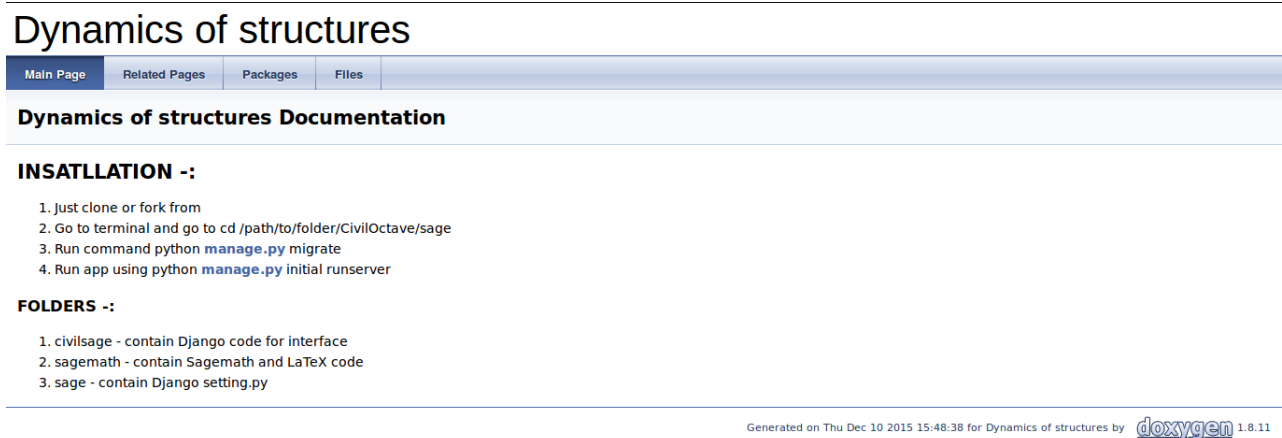 Dynamics of structures
Main Page Related Pages Packages Files
Dynamics of structures Documentation
INSATLLATION -:
1. Just clone or fork from
2. Go to terminal and go to cd /path/to/folder/CivilOctave/sage
3. Run command python manage.py migrate
4. Run app using python manage.py initial runserver
FOLDERS -:
1. civilsage - contain Django code for interface
2. sagemath - contain Sagemath and LaTeX code
3. sage - contain Django setting.py
Generated on Thu Dec 10 2015 15:48:38 for Dynamics of structures by doxygen 1.8.11